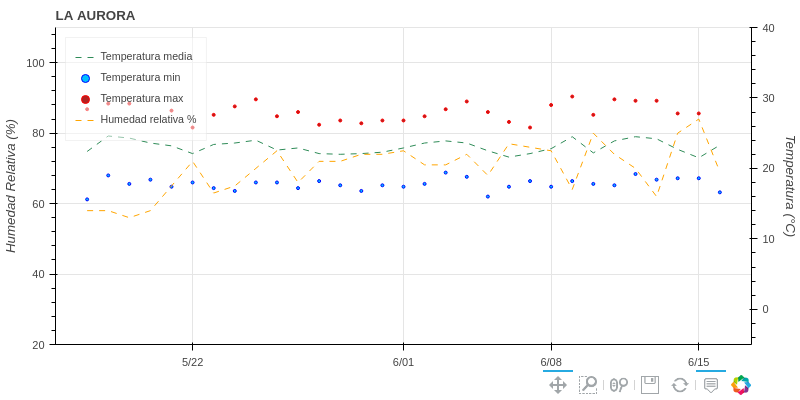 LA AURORA
Temperatura media
Temperatura min
Temperatura max
Humedad relativa %
Humedad Relativa (%)
100
80
60
40
20
Temperatura (°C)
40
30
20
10
0
5/22
6/01
6/08
6/15